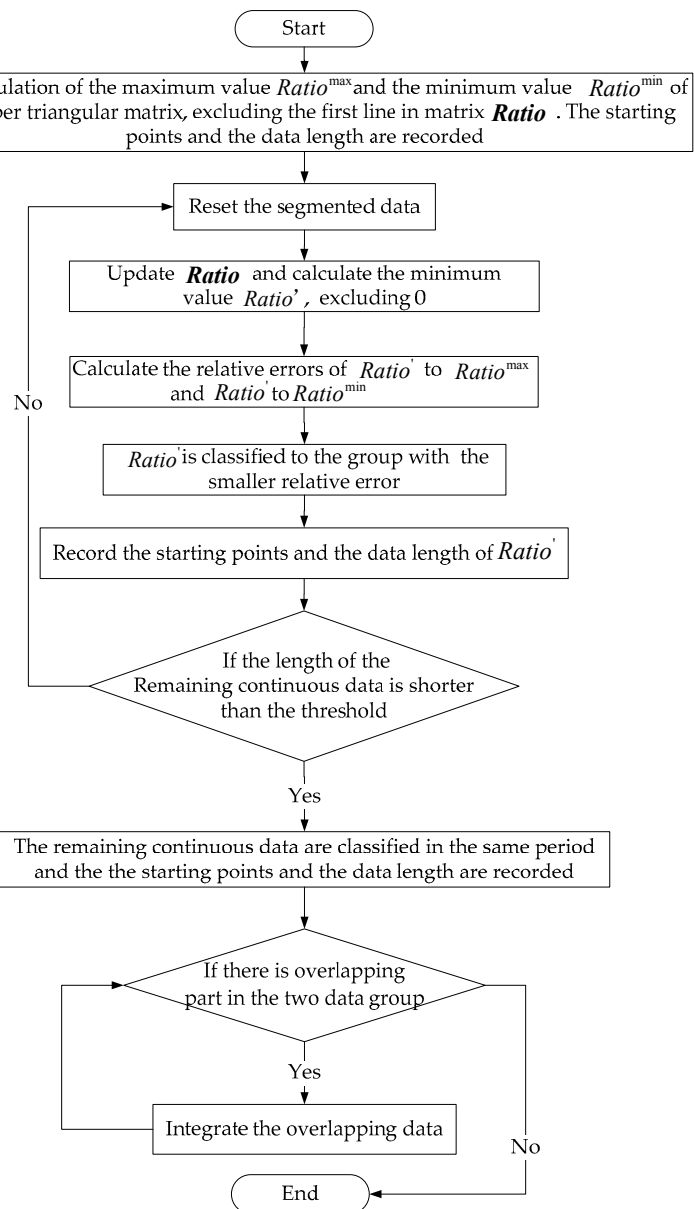 Start
of the maximum value Ratio^max and the minimum value Ratio^min of
triangular matrix, excluding the first line in matrix Ratio . The starting
points and the data length are recorded
Reset the segmented data
Update Ratio and calculate the minimum
value Ratio’ , excluding 0
Calculate the relative errors of Ratio' to Ratio^max
and Ratio' to Ratio^min
No
Ratio' is classified to the group with the
smaller relative error
Record the starting points and the data length of Ratio'
If the length of the
Remaining continuous data is shorter
than the threshold
Yes
The remaining continuous data are classified in the same period
and the the starting points and the data length are recorded
If there is overlapping
part in the two data group
Yes
Integrate the overlapping data
No
End